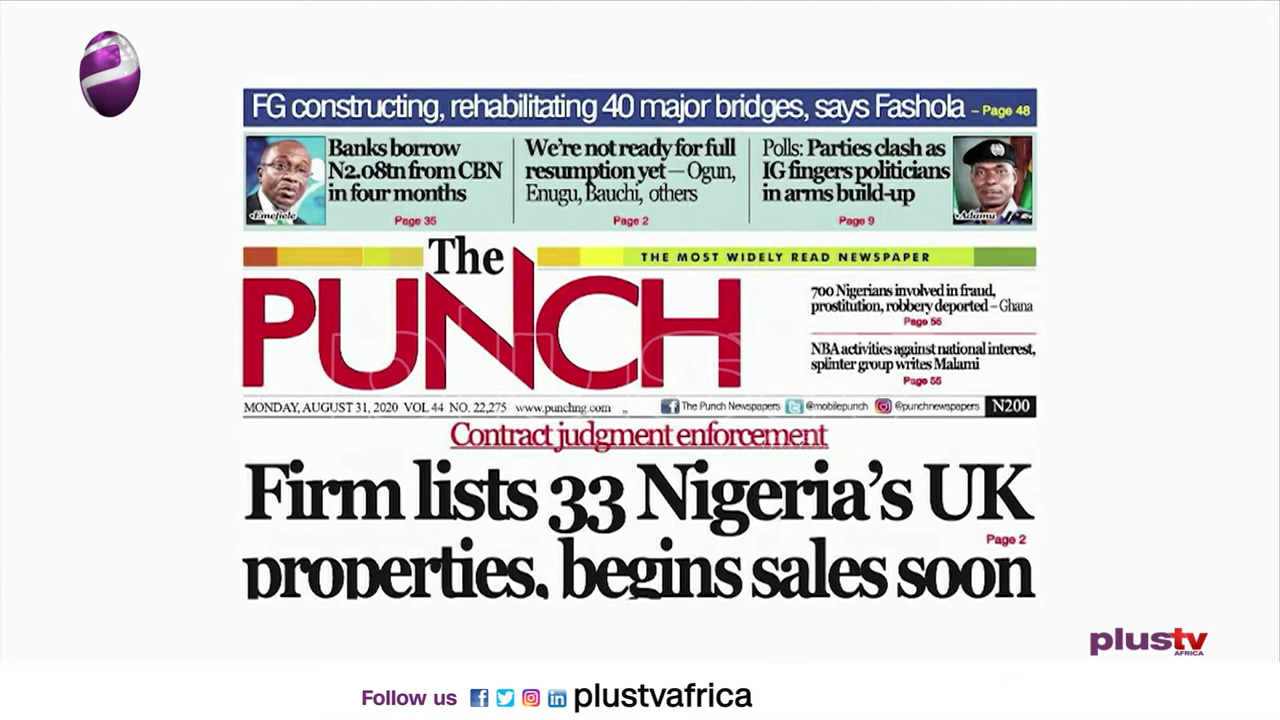 FG constructing, rehabilitating 40 major bridges, says Fashola – Page 48
Banks borrow
N2.08tn from CBN
in four months
Page 35
Emefiele
We're not ready for full
resumption yet — Ogun,
Enugu, Bauchi, others
Page 2
Polls: Parties clash as
IG fingers politicians
in arms build-up
Page 9
Adamu
The
PUNCH
THE MOST WIDELY READ NEWSPAPER
700 Nigerians involved in fraud,
prostitution, robbery deported – Ghana
Page 55
NBA activities against national interest,
splinter group writes Malami
Page 55
MONDAY, AUGUST 31, 2020 VOL 44 NO. 22,275 www.punchng.com ,, The Punch Newspapers @mobilepunch @punchnewspapers N200
Contract judgment enforcement
Firm lists 33 Nigeria's UK
Page 2
properties, begins sales soon
plustv
AFRICA
Follow us plustvafrica